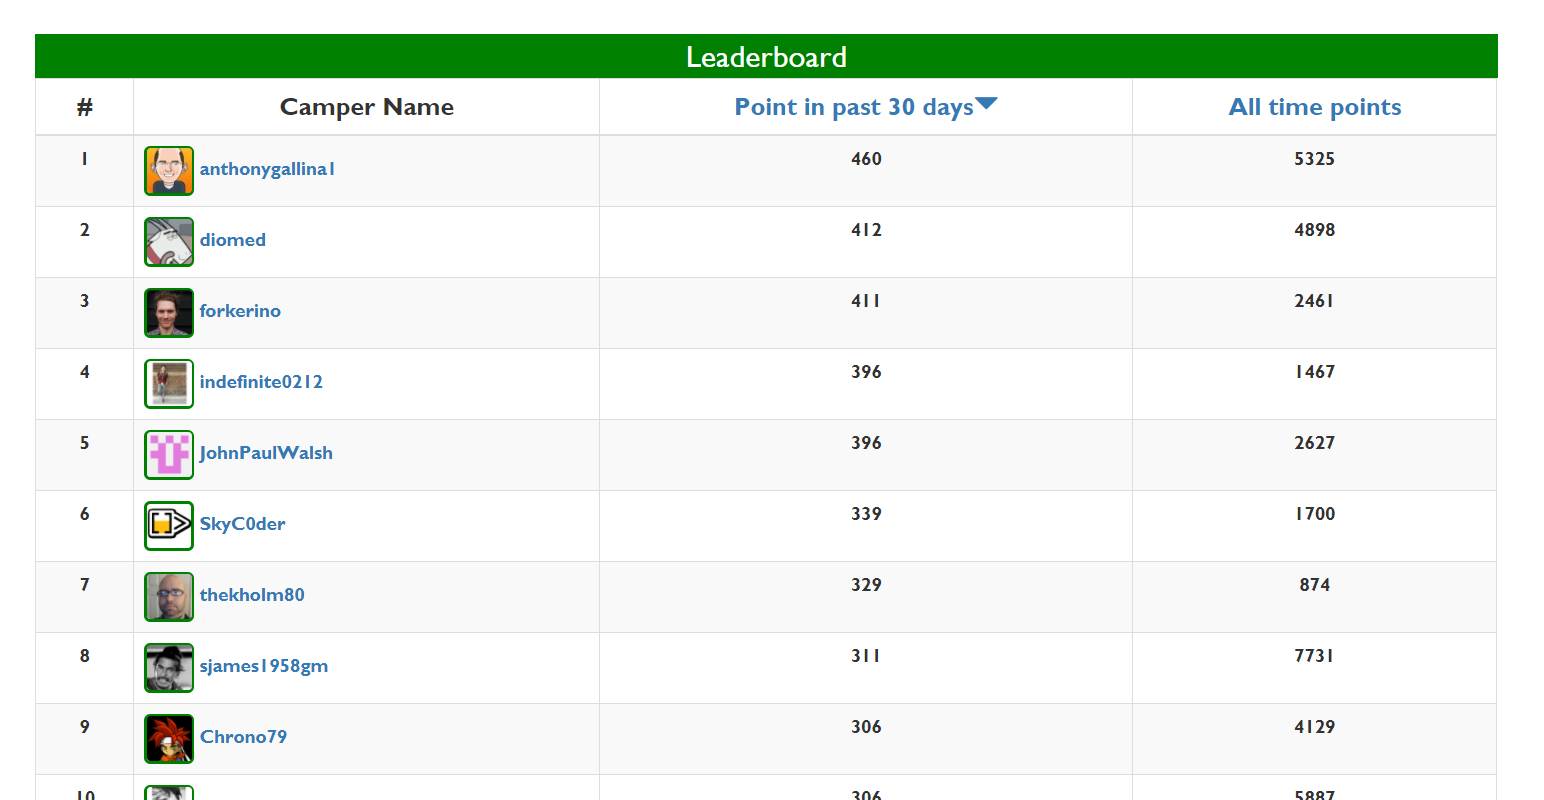 Leaderboard
# Camper Name Point in past 30 days All time points
1 anthonygallina1 460 5325
2 diomed 412 4898
3 forkerino 411 2461
4 indefinite0212 396 1467
5 JohnPaulWalsh 396 2627
6 SkyC0der 339 1700
7 thekholm80 329 874
8 sjames1958gm 311 7731
9 Chrono79 306 4129
10 306 5887